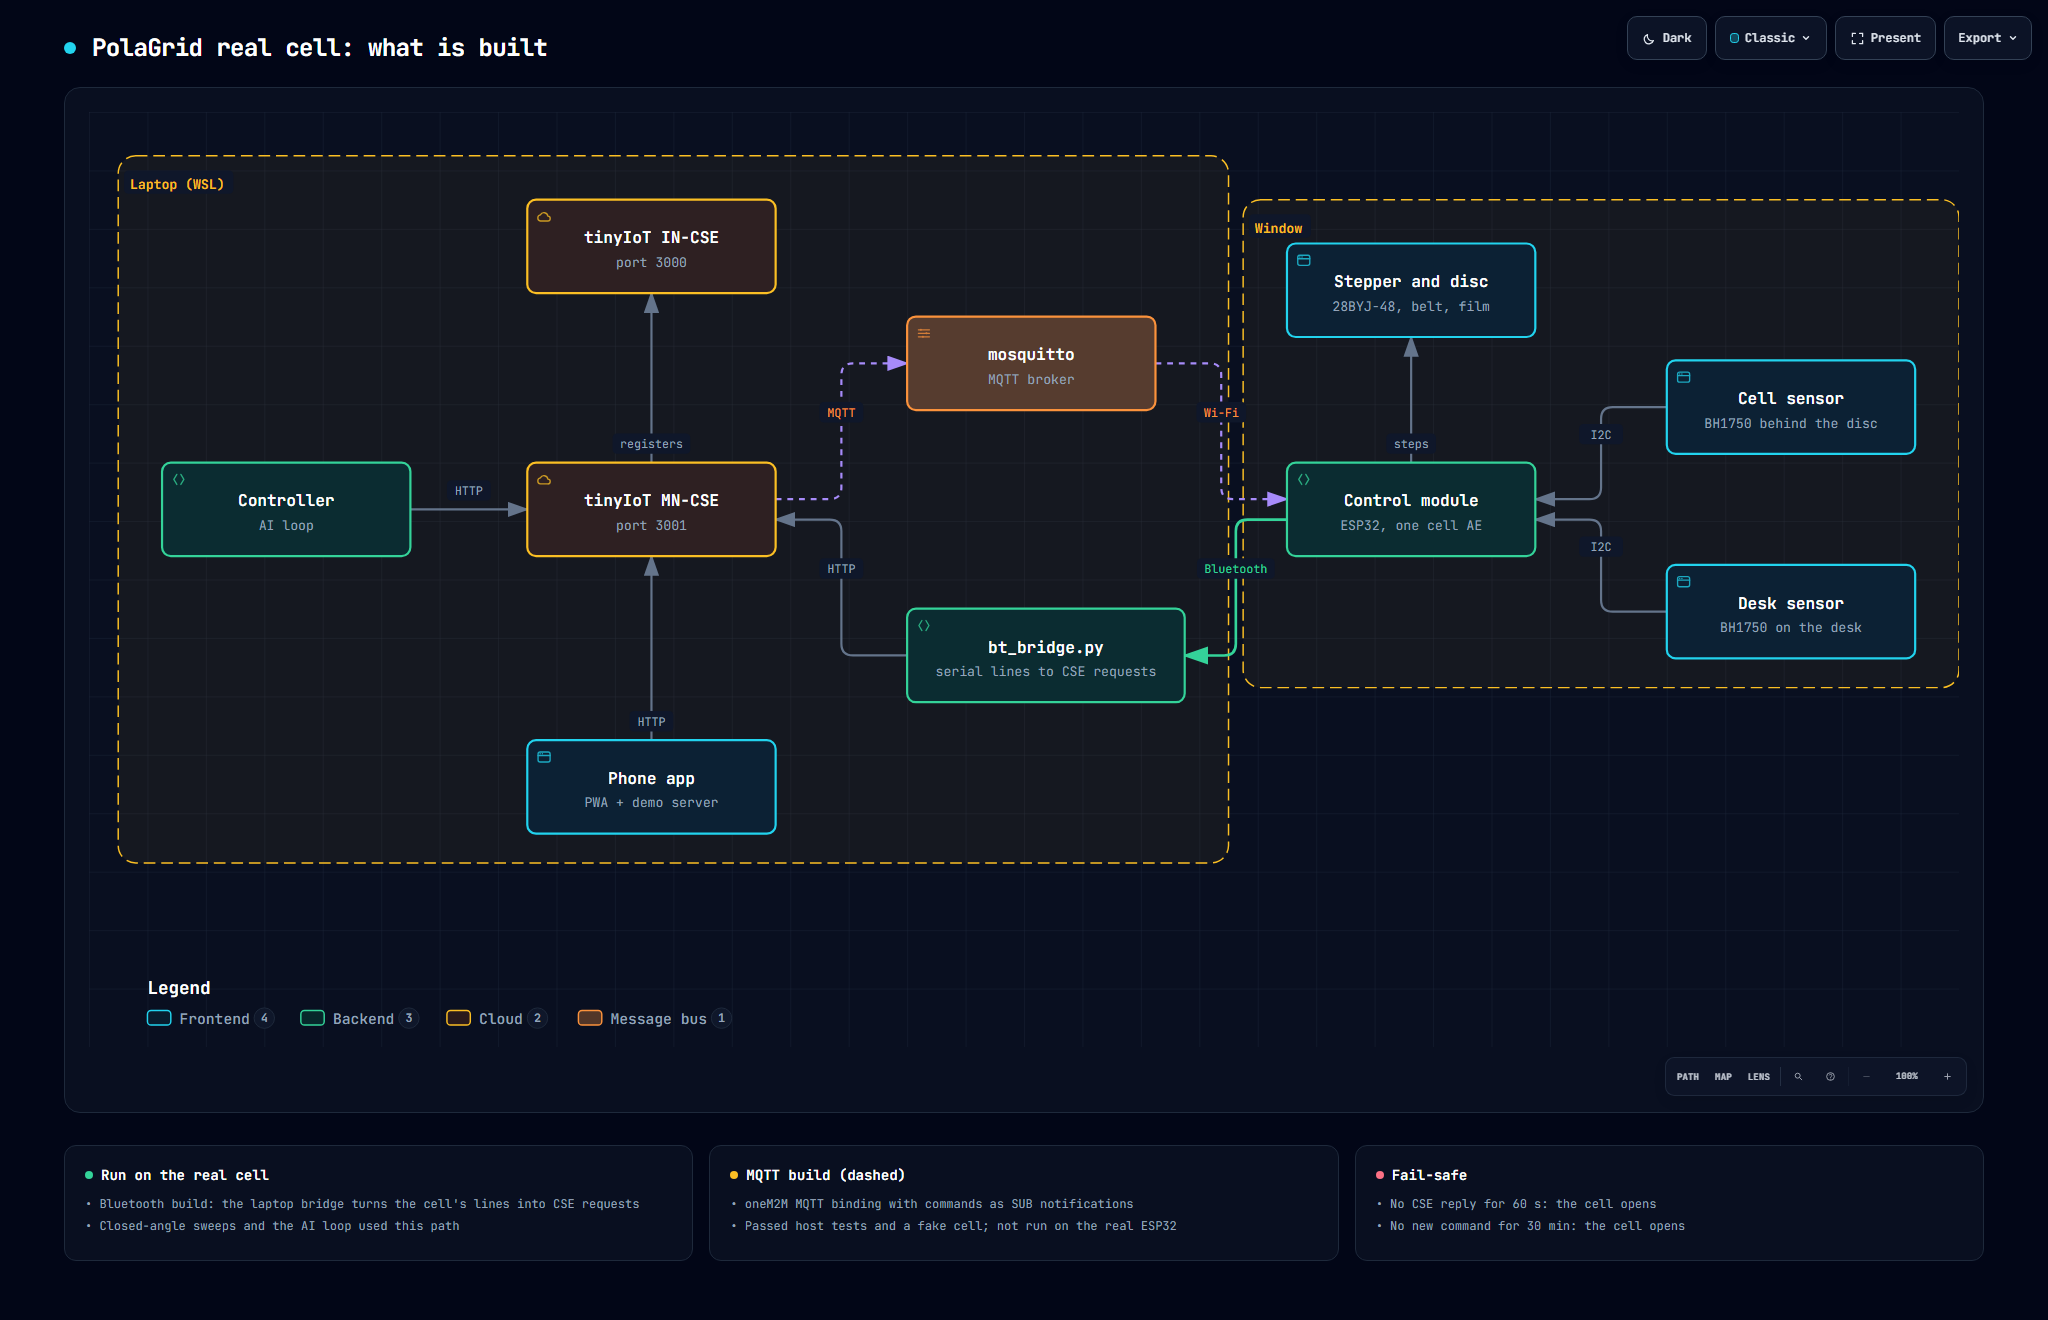 PolaGrid real cell: what is built
Dark
Classic
Present
Export
Laptop (WSL)
tinyIoT IN-CSE
port 3000
Window
Stepper and disc
28BYJ-48, belt, film
mosquitto
MQTT broker
Cell sensor
BH1750 behind the disc
MQTT
Wi-Fi
registers
steps
I2C
Controller
AI loop
HTTP
tinyIoT MN-CSE
port 3001
Control module
ESP32, one cell AE
I2C
HTTP
Bluetooth
Desk sensor
BH1750 on the desk
bt_bridge.py
serial lines to CSE requests
HTTP
Phone app
PWA + demo server
Legend
Frontend 4
Backend 3
Cloud 2
Message bus 1
PATH MAP LENS − 100% +
Run on the real cell
• Bluetooth build: the laptop bridge turns the cell's lines into CSE requests
• Closed-angle sweeps and the AI loop used this path
MQTT build (dashed)
• oneM2M MQTT binding with commands as SUB notifications
• Passed host tests and a fake cell; not run on the real ESP32
Fail-safe
• No CSE reply for 60 s: the cell opens
• No new command for 30 min: the cell opens